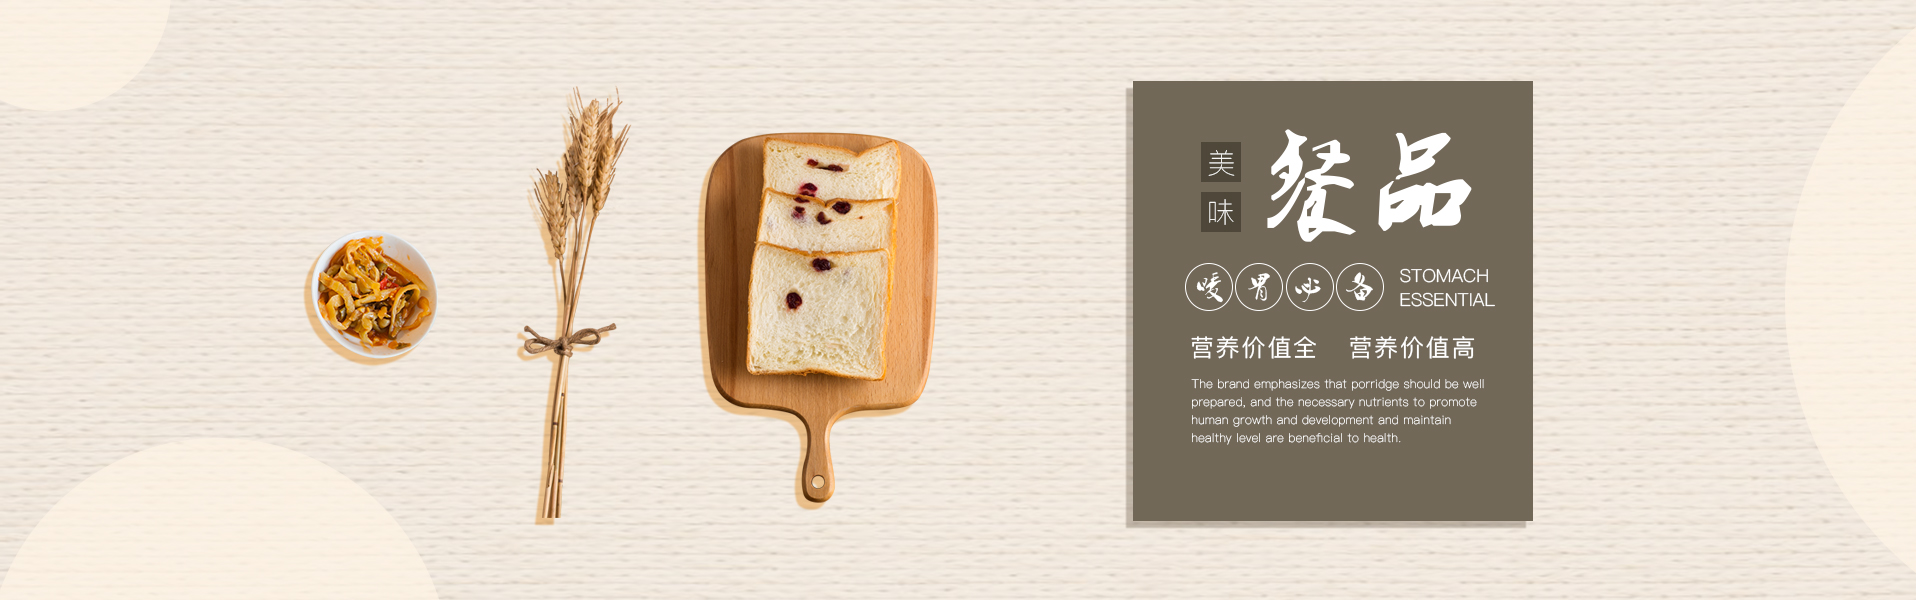 美味
餐品
暖胃必备
STOMACH
ESSENTIAL
营养价值全 营养价值高
The brand emphasizes that porridge should be well
prepared, and the necessary nutrients to promote
human growth and development and maintain
healthy level are beneficial to health.